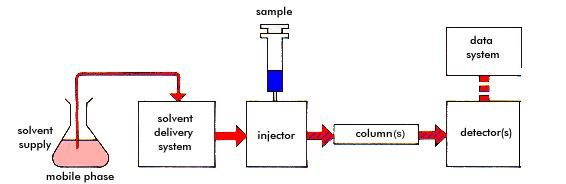 sample
data
system
solvent
supply
mobile phase
solvent
delivery
system
injector
column(s)
detector(s)